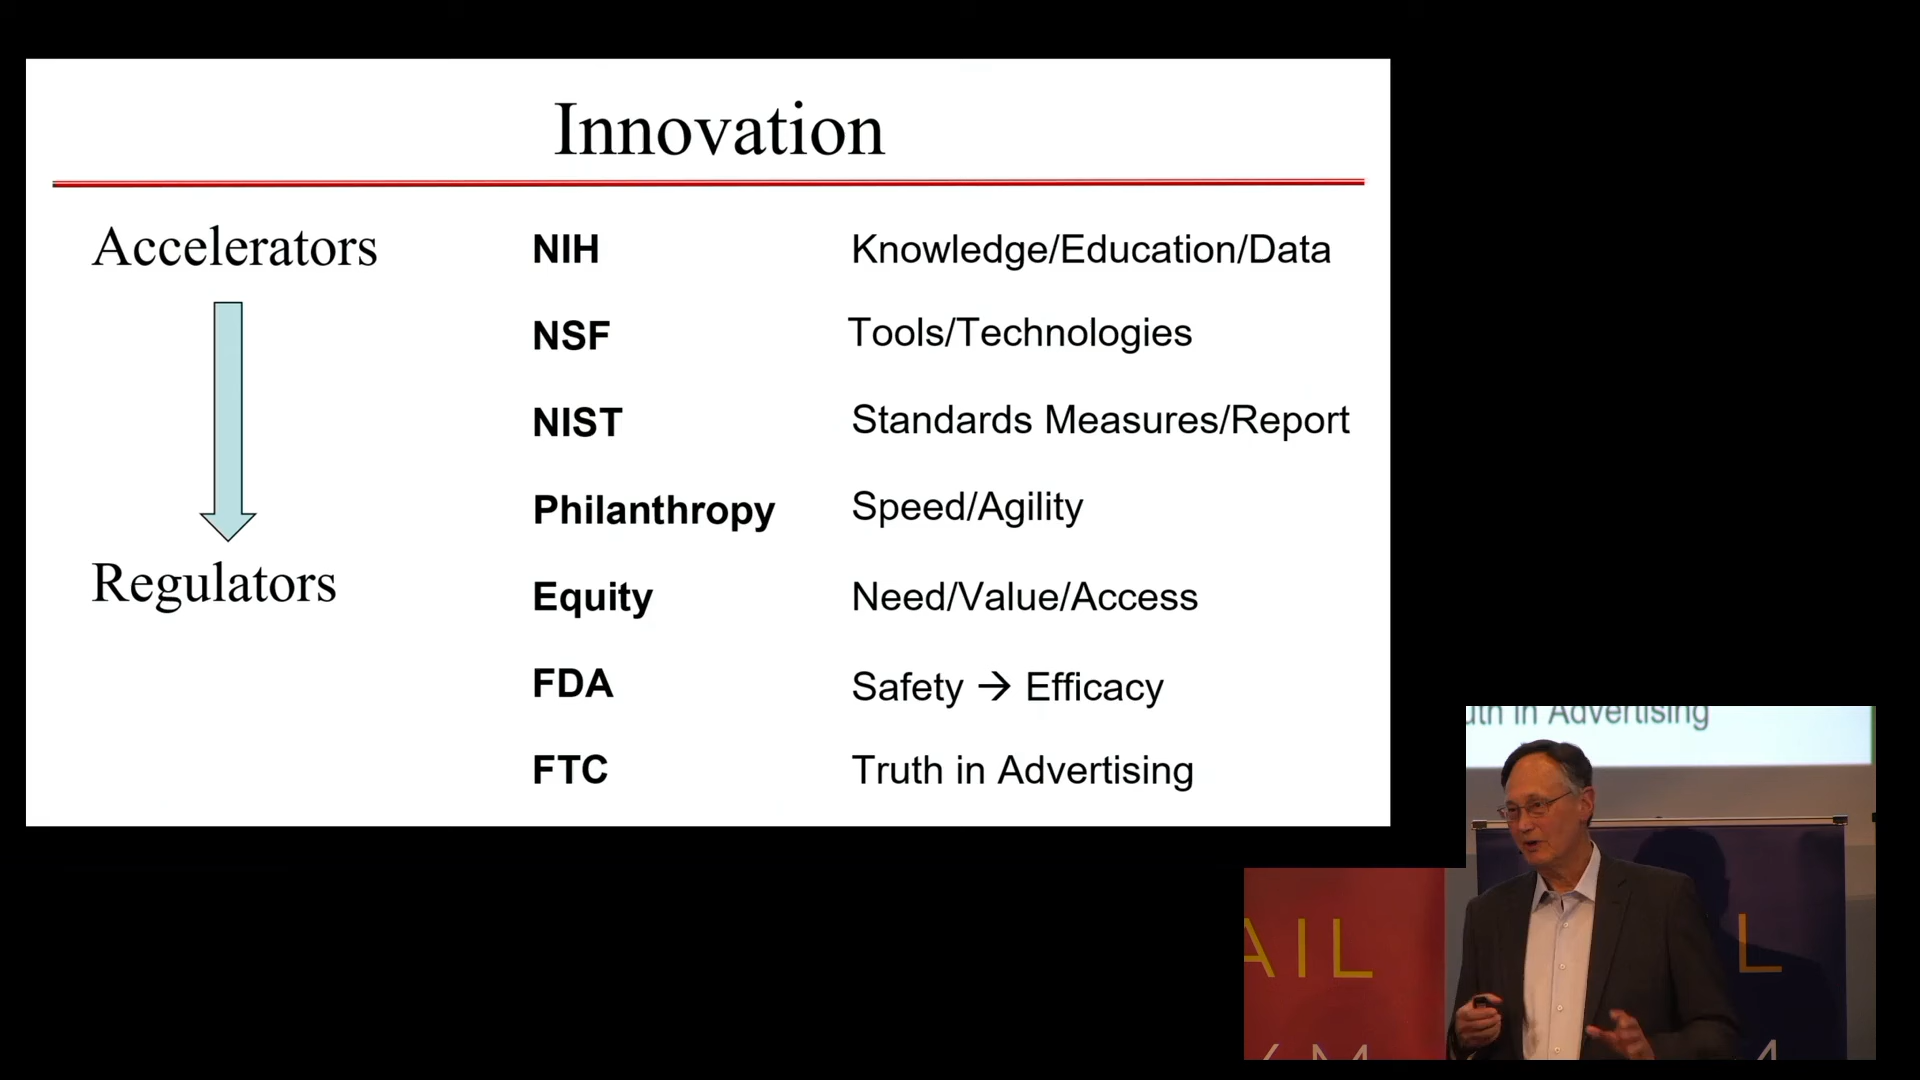 Innovation
Accelerators
NIH Knowledge/Education/Data
NSF Tools/Technologies
NIST Standards Measures/Report
Philanthropy Speed/Agility
Regulators
Equity Need/Value/Access
FDA Safety → Efficacy
FTC Truth in Advertising
in Advertising
AIL
L